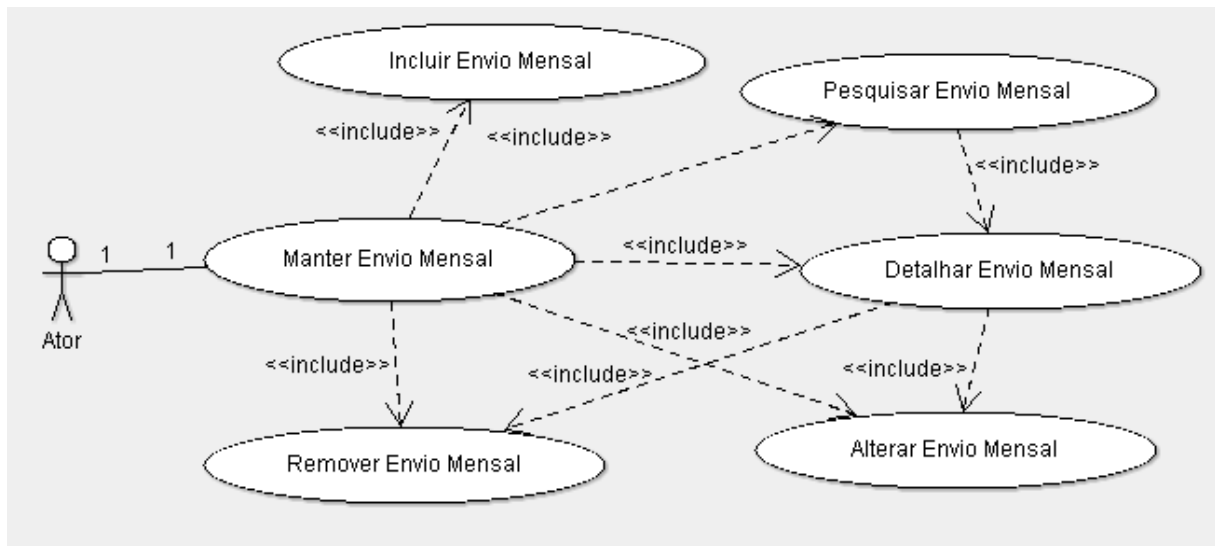 Incluir Envio Mensal
Pesquisar Envio Mensal
<<include>>
<<include>>
<<include>>
1
1
Manter Envio Mensal
<<include>>
Detalhar Envio Mensal
Ator
<<include>>
<<include>>
<<include>>
<<include>>
Remover Envio Mensal
Alterar Envio Mensal